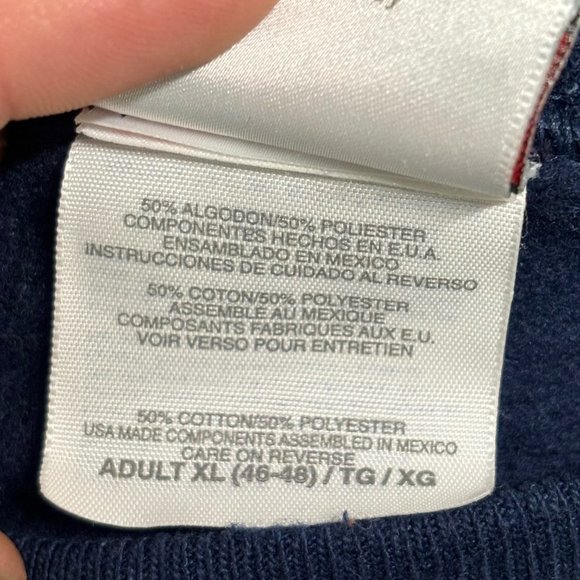 50% ALGODON/50% POLIESTER
COMPONENTES HECHOS EN E.U.A.
ENSAMBLADO EN MEXICO
INSTRUCCIONES DE CUIDADO AL REVERSO
50% COTON/50% POLYESTER
ASSEMBLE AU MEXIQUE
COMPOSANTS FABRIQUES AUX E.U.
VOIR VERSO POUR ENTRETIEN
50% COTTON/50% POLYESTER
USA MADE COMPONENTS ASSEMBLED IN MEXICO
CARE ON REVERSE
ADULT XL (46-48) / TG / XG